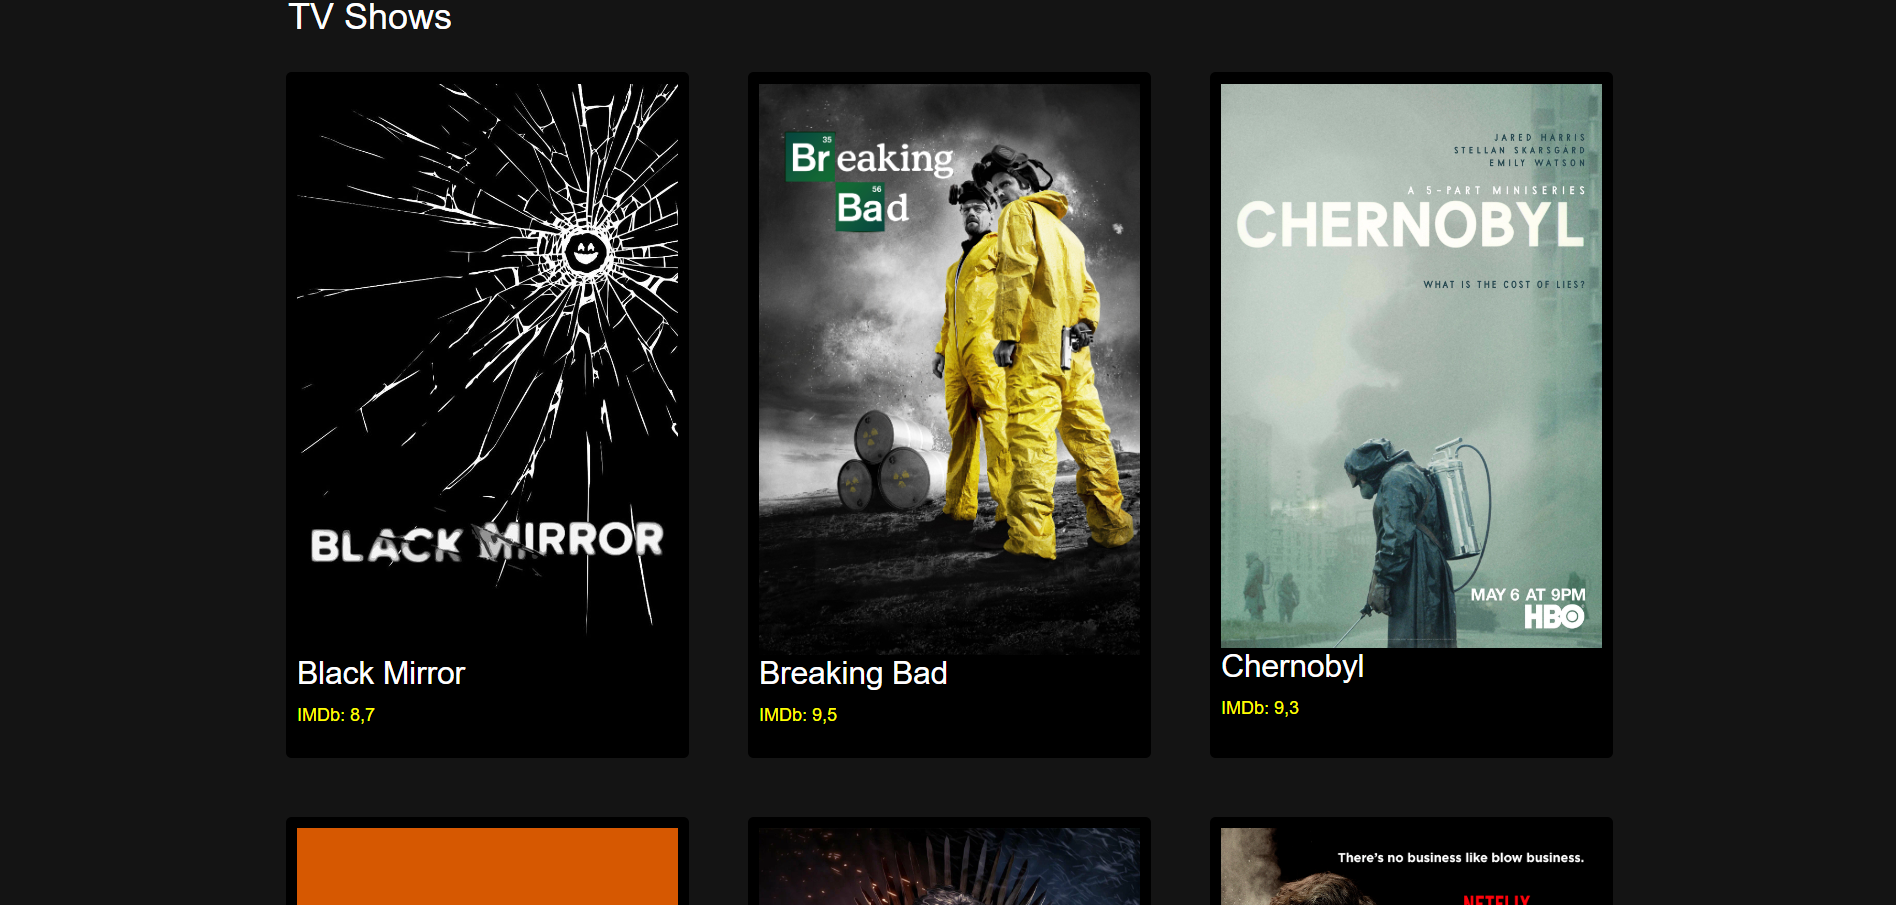 TV Shows
BLACK MIRROR
Black Mirror
IMDb: 8,7
35
Breaking
56
Bad
Breaking Bad
IMDb: 9,5
JARED HARRIS
STELLAN SKARSGARD
EMILY WATSON
A 5-PART MINISERIES
CHERNOBYL
WHAT IS THE COST OF LIES?
MAY 6 AT 9PM
HBO
Chernobyl
IMDb: 9,3
There's no business like blow business.
NETFLIX